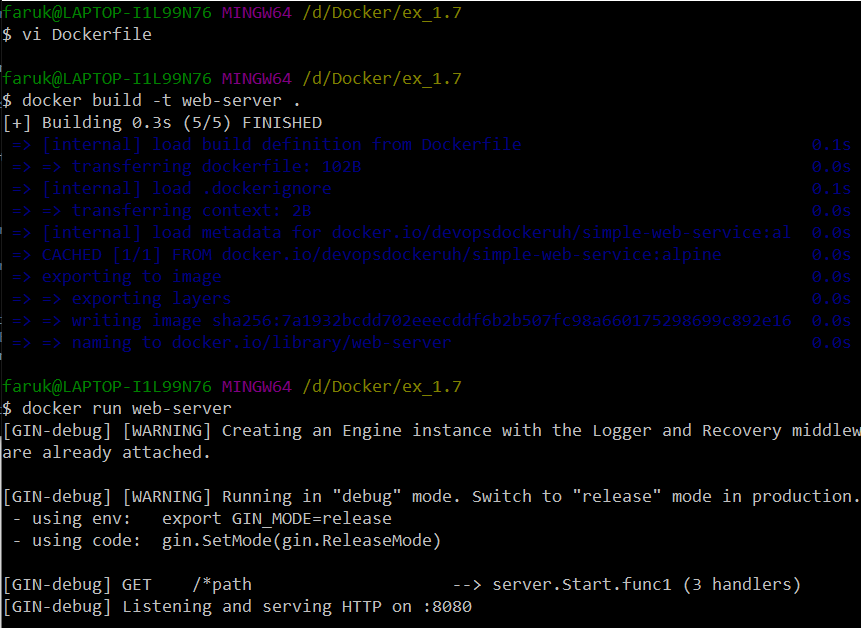 faruk@LAPTOP-I1L99N76 MINGW64 /d/Docker/ex_1.7
$ vi Dockerfile
faruk@LAPTOP-I1L99N76 MINGW64 /d/Docker/ex_1.7
$ docker build -t web-server .
[+] Building 0.3s (5/5) FINISHED
=> [internal] load build definition from Dockerfile 0.1s
=> => transferring dockerfile: 102B 0.0s
=> [internal] load .dockerignore 0.1s
=> => transferring context: 2B 0.0s
=> [internal] load metadata for docker.io/devopsdockeruh/simple-web-service:al 0.0s
=> CACHED [1/1] FROM docker.io/devopsdockeruh/simple-web-service:alpine 0.0s
=> exporting to image 0.0s
=> => exporting layers 0.0s
=> => writing image sha256:7a1932bcdd702eeecddf6b2b507fc98a660175298699c892e16 0.0s
=> => naming to docker.io/library/web-server 0.0s
faruk@LAPTOP-I1L99N76 MINGW64 /d/Docker/ex_1.7
$ docker run web-server
[GIN-debug] [WARNING] Creating an Engine instance with the Logger and Recovery middlew
are already attached.
[GIN-debug] [WARNING] Running in "debug" mode. Switch to "release" mode in production.
- using env: export GIN_MODE=release
- using code: gin.SetMode(gin.ReleaseMode)
[GIN-debug] GET /*path --> server.Start.func1 (3 handlers)
[GIN-debug] Listening and serving HTTP on :8080